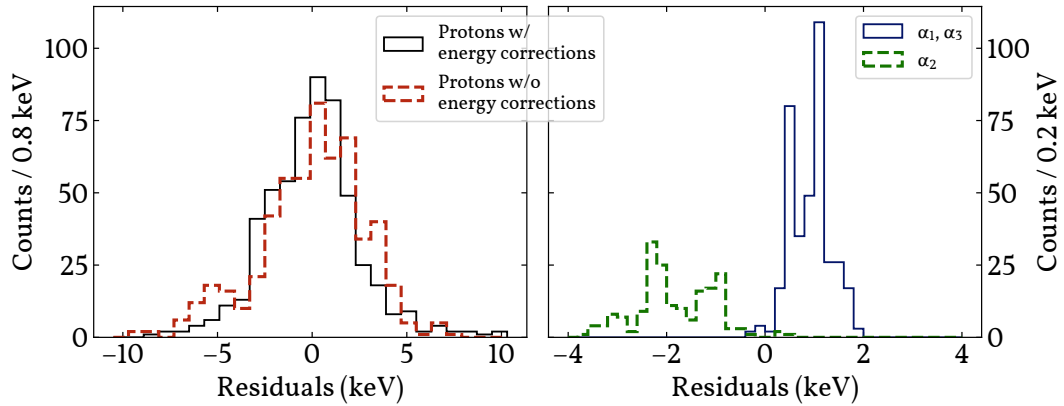 Counts / 0.8 keV
100
75
50
25
0
−10
−5
0
5
10
Residuals (keV)
Protons w/
energy corrections
Protons w/o
energy corrections
α₁, α₃
α₂
−4
−2
0
2
4
Residuals (keV)
100
75
50
25
0
Counts / 0.2 keV